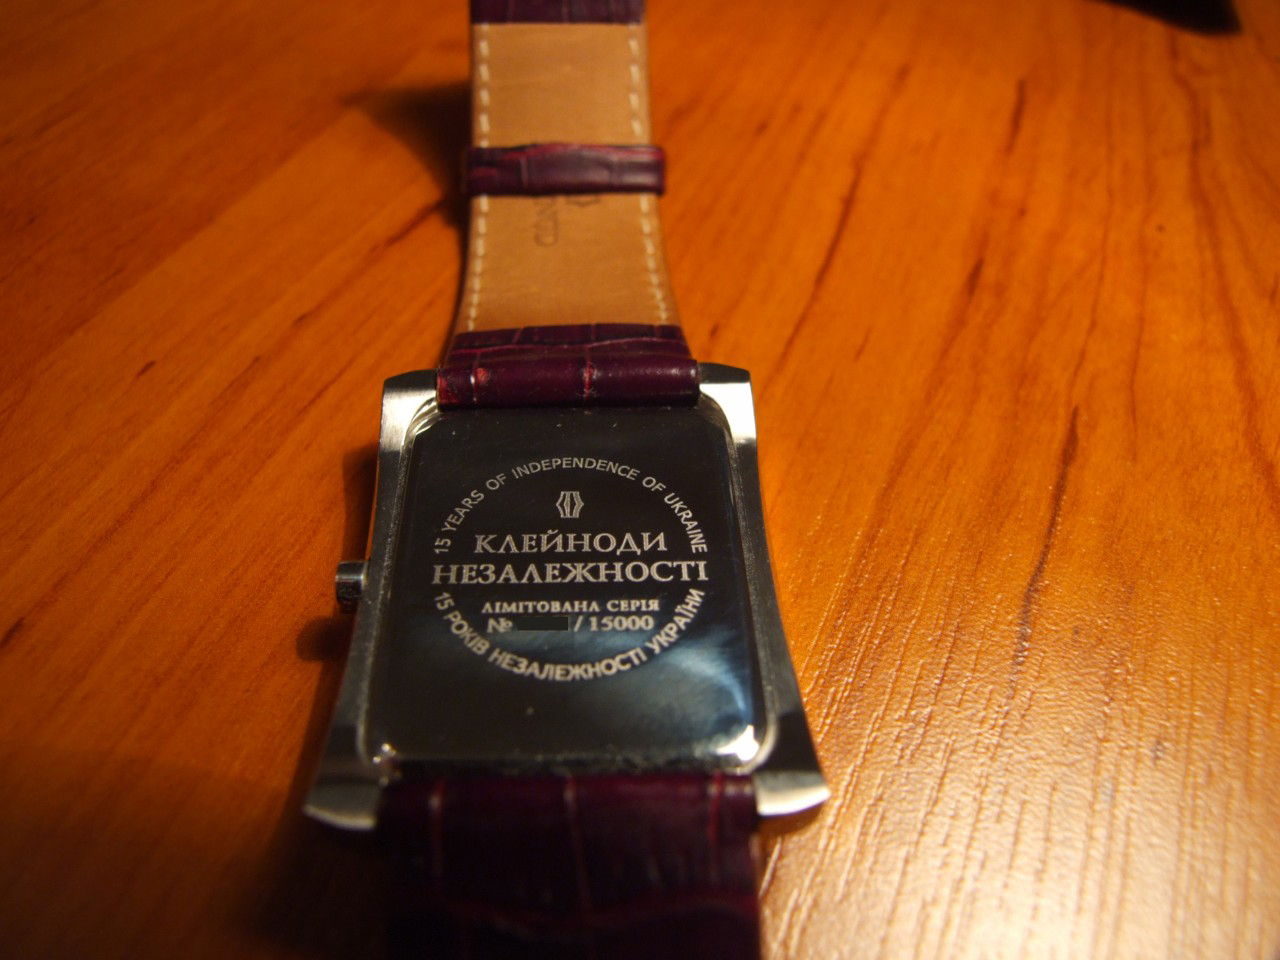 15 YEARS OF INDEPENDENCE OF UKRAINE
КЛЕЙНОДИ
НЕЗАЛЕЖНОСТІ
ЛІМІТОВАНА СЕРІЯ
№ / 15000
15 РОКІВ НЕЗАЛЕЖНОСТІ УКРАЇНИ